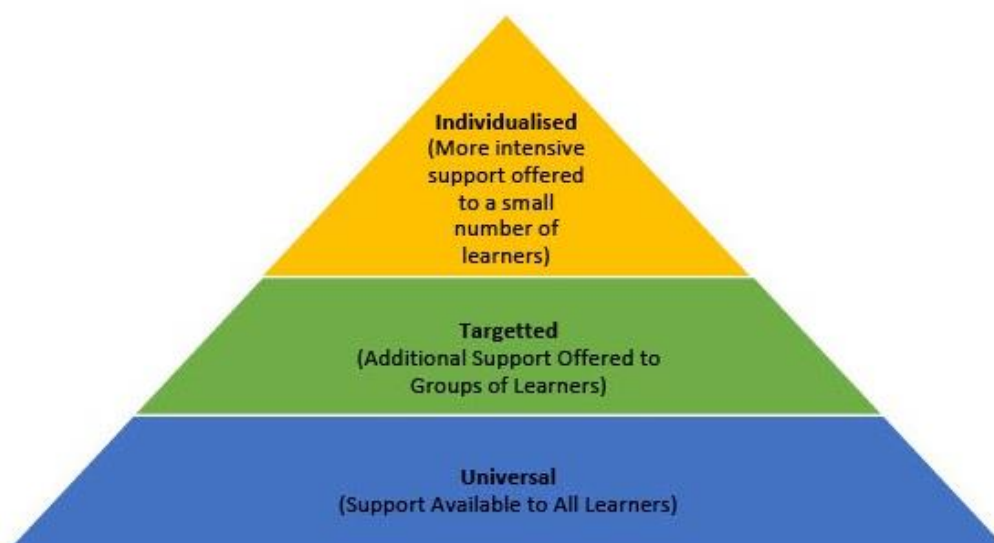 Individualised
(More intensive
support offered
to a small
number of
learners)
Targetted
(Additional Support Offered to
Groups of Learners)
Universal
(Support Available to All Learners)